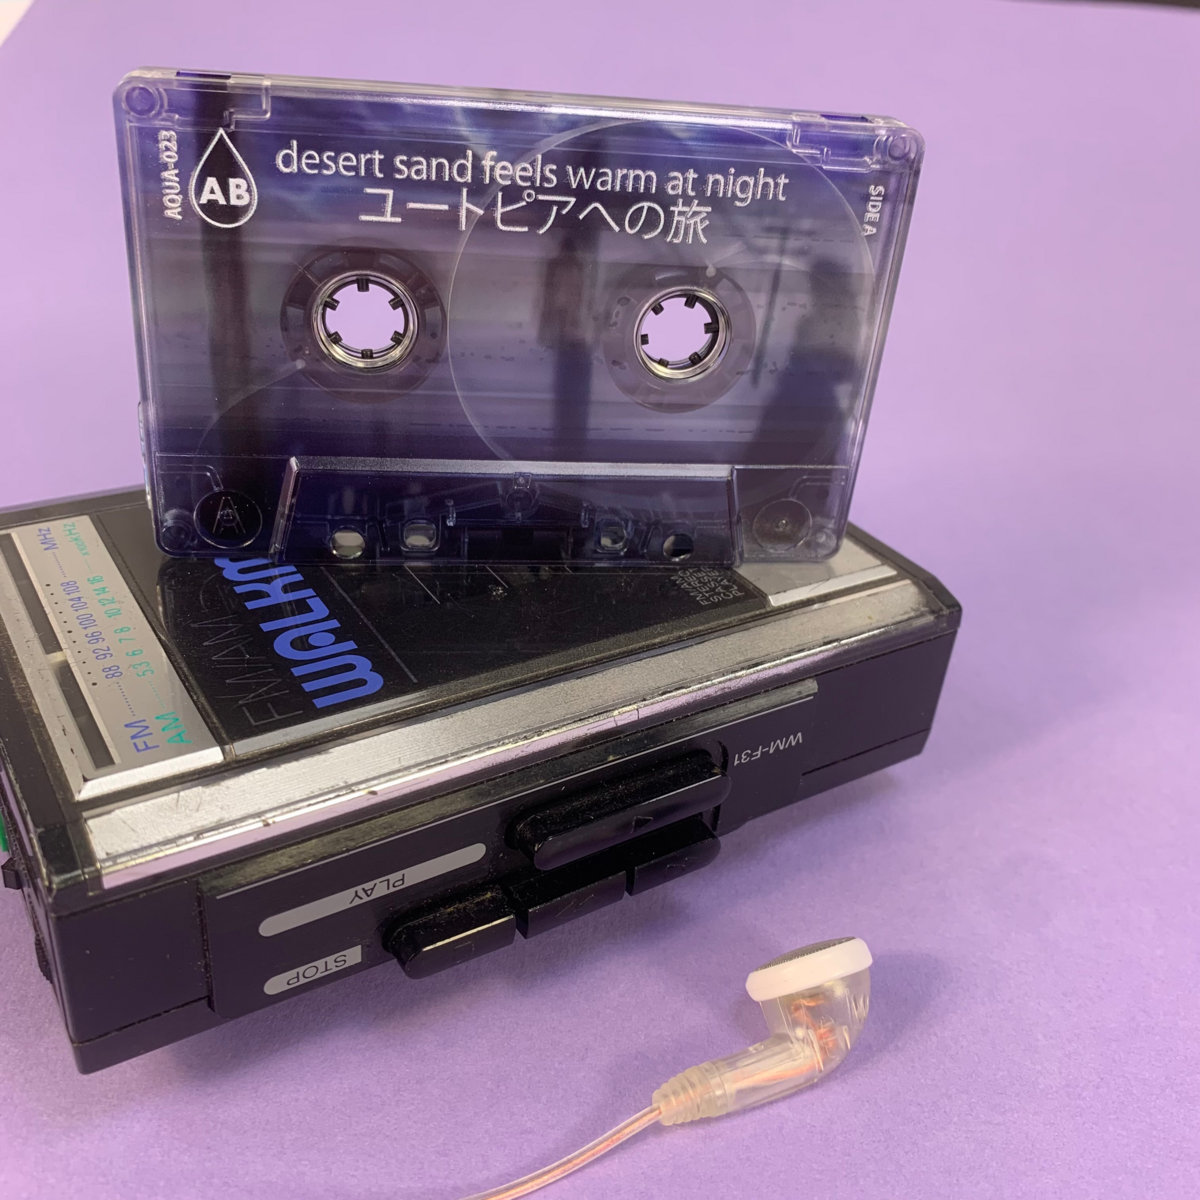 AQUA-023
AB
desert sand feels warm at night
ユートピアへの旅
SIDE A
A
MHz
88 92 96 100 104 108
53 6 7 8 10 12 14 16
FM
AM
FM/AM
WALKM
WM-F31
PLAY
STOP